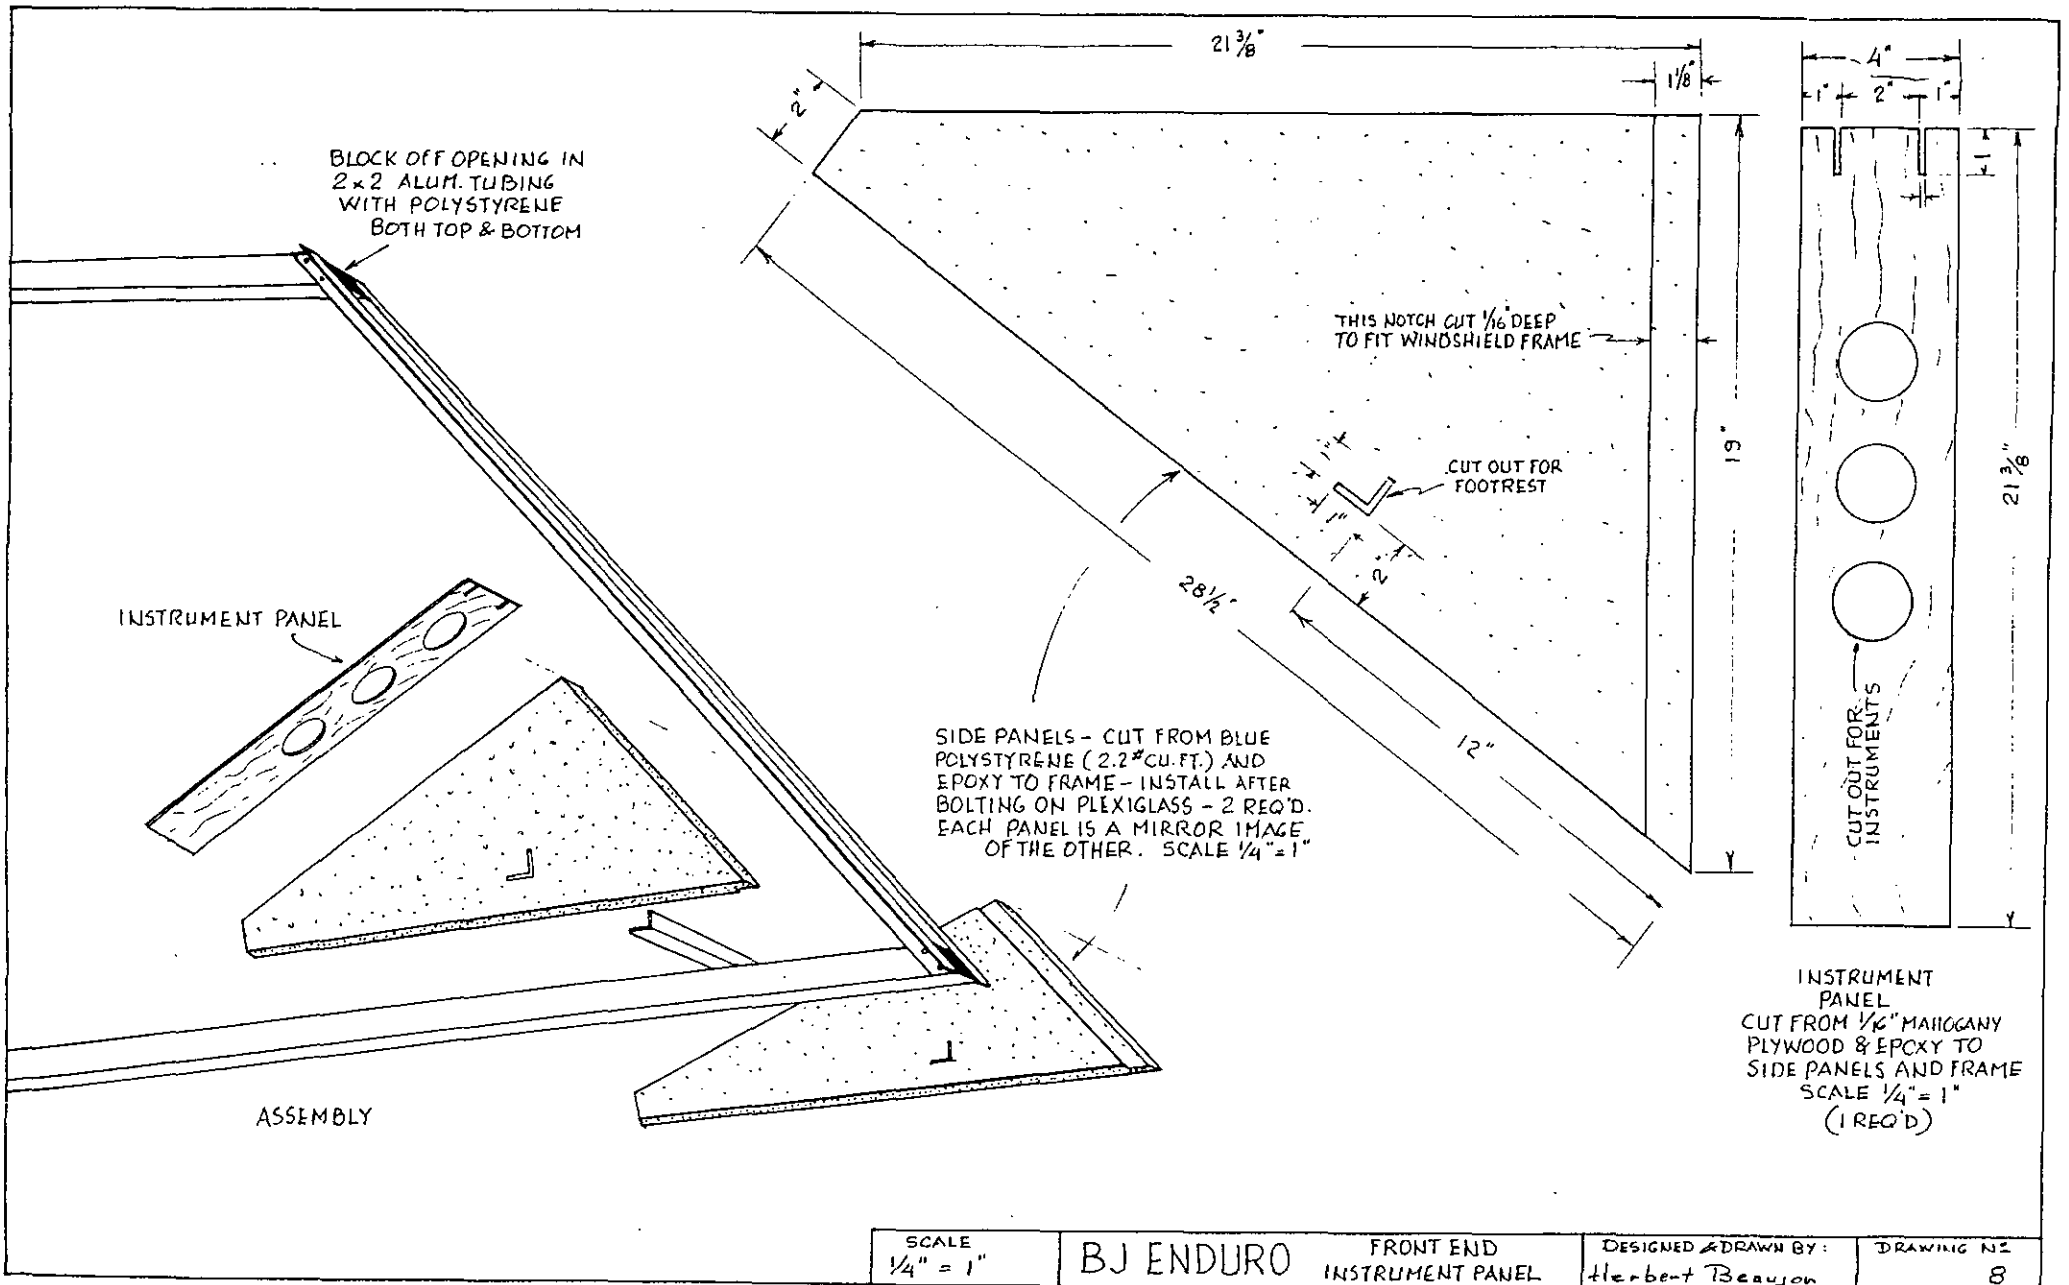 21 3/8"
1 1/8"
2"
4"
1" 2" 1"
1"
BLOCK OFF OPENING IN
2x2 ALUM. TUBING
WITH POLYSTYRENE
BOTH TOP & BOTTOM
THIS NOTCH CUT 1/16" DEEP
TO FIT WINDSHIELD FRAME
19"
21 3/8"
1"
CUT OUT FOR
FOOTREST
1"
2"
28 1/2"
12"
INSTRUMENT PANEL
CUT OUT FOR
INSTRUMENTS
SIDE PANELS - CUT FROM BLUE
POLYSTYRENE (2.2# CU. FT.) AND
EPOXY TO FRAME - INSTALL AFTER
BOLTING ON PLEXIGLASS - 2 REQ'D.
EACH PANEL IS A MIRROR IMAGE
OF THE OTHER. SCALE 1/4" = 1"
INSTRUMENT
PANEL
CUT FROM 1/16" MAHOGANY
PLYWOOD & EPOXY TO
SIDE PANELS AND FRAME
SCALE 1/4" = 1"
(1 REQ'D)
ASSEMBLY
SCALE
1/4" = 1"
BJ ENDURO
FRONT END
INSTRUMENT PANEL
DESIGNED & DRAWN BY:
Herbert Beaujon
DRAWING No
8